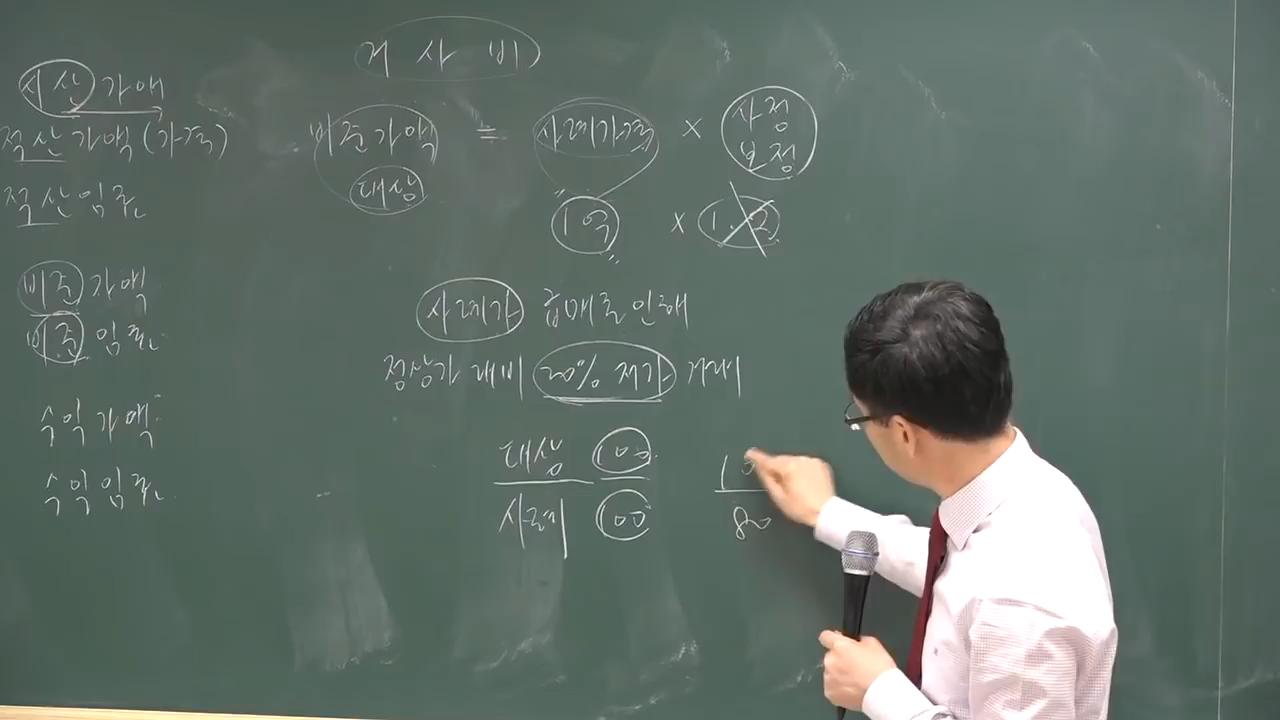 거 사 비
시산가액
적산가액(가격)
적산임료
비준가액
비준임료
수익가액
수익임료
비준가액 = 사례가격 × 사정보정
대상
"1억" × 1.2
사례가 급매로 인해
정상가 대비 20% 저가 거래
대상 100
사례 100
10
80